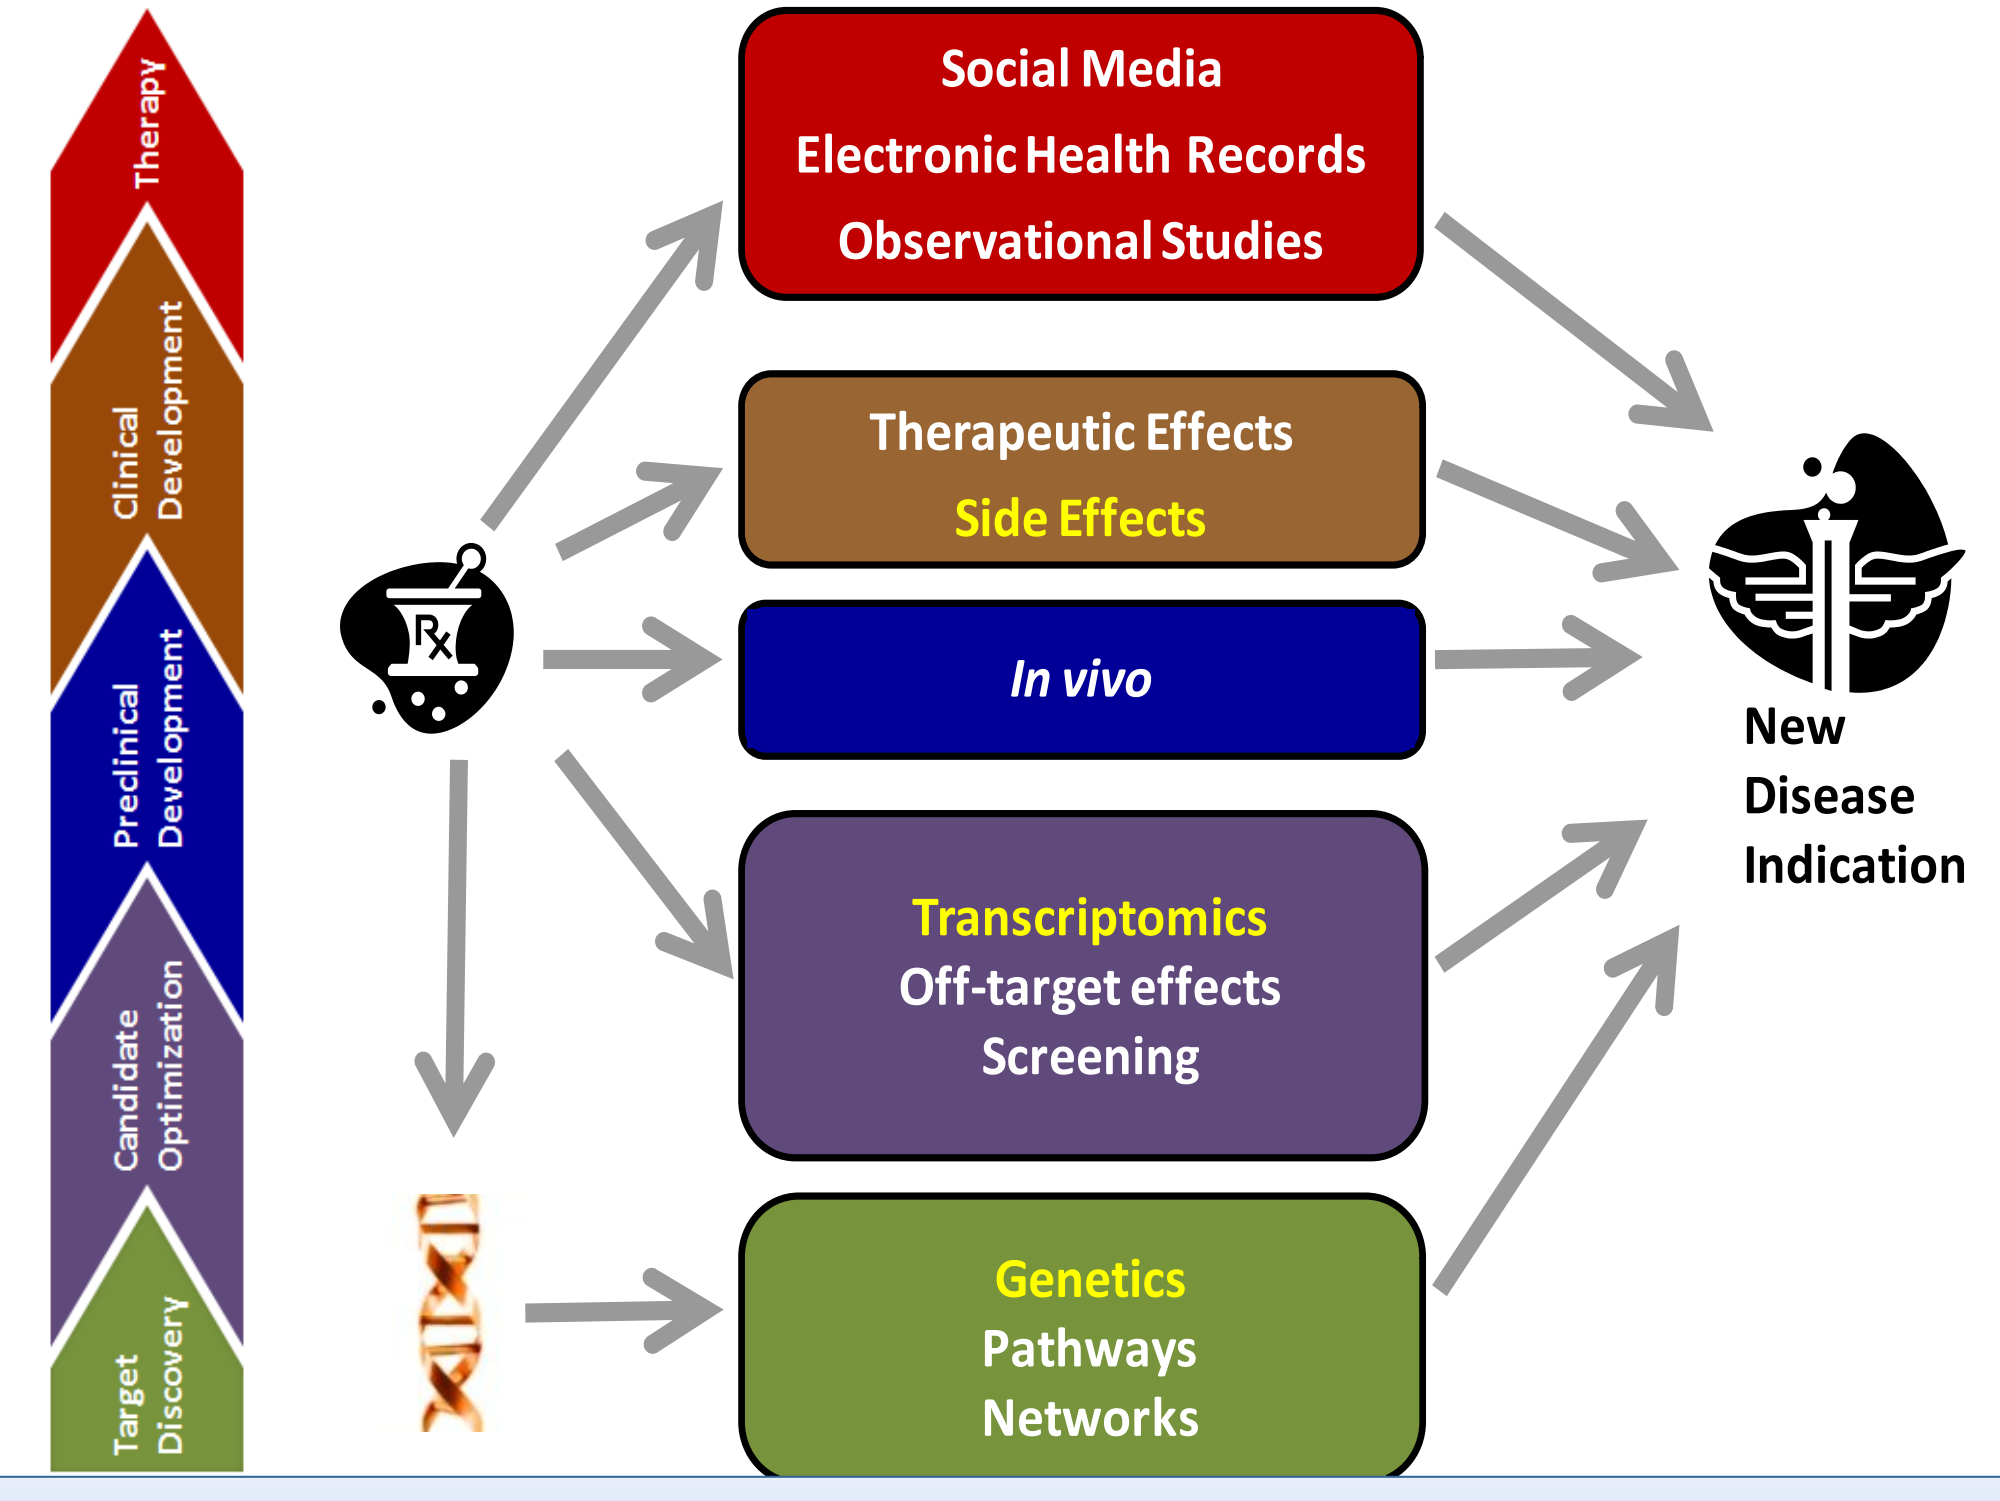 Therapy
Clinical
Development
Preclinical
Development
Candidate
Optimization
Target
Discovery
Rx
Social Media
Electronic Health Records
Observational Studies
Therapeutic Effects
Side Effects
In vivo
Transcriptomics
Off-target effects
Screening
Genetics
Pathways
Networks
New
Disease
Indication